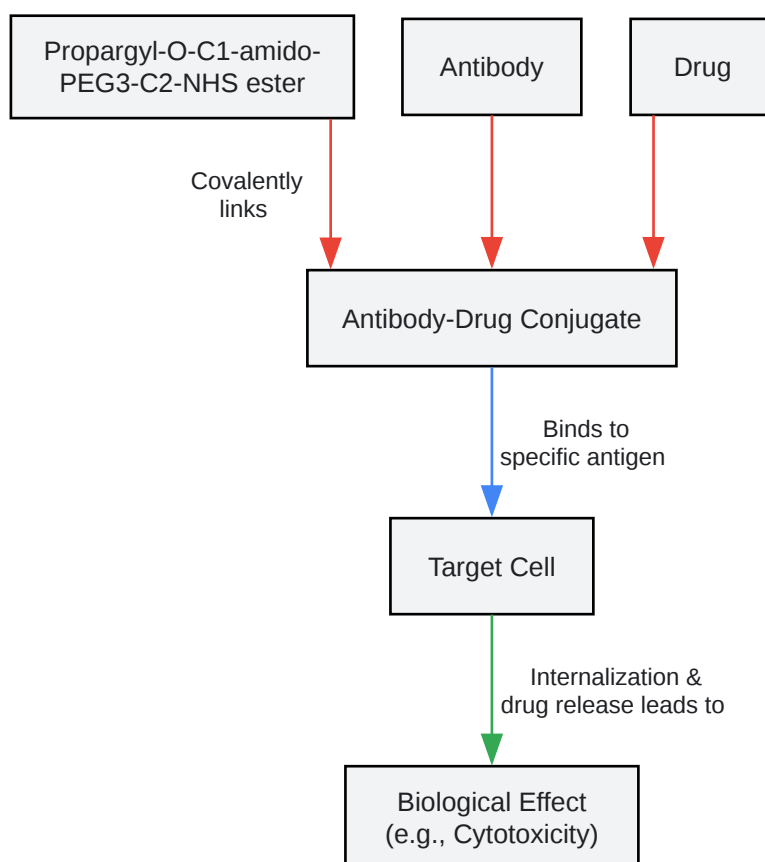 Propargyl-O-C1-amido-
PEG3-C2-NHS ester
Antibody
Drug
Covalently
links
Antibody-Drug Conjugate
Binds to
specific antigen
Target Cell
Internalization &
drug release leads to
Biological Effect
(e.g., Cytotoxicity)